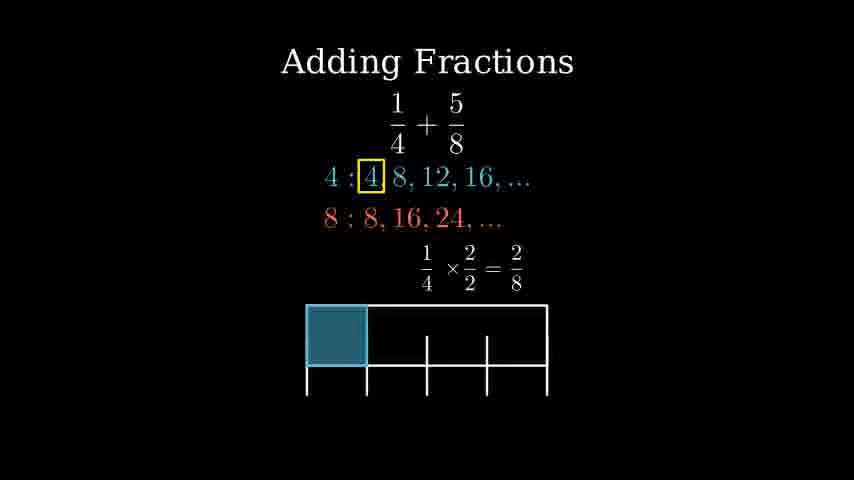 Adding Fractions
1/4 + 5/8
4 : 4, 8, 12, 16, ...
8 : 8, 16, 24, ...
1/4 × 2/2 = 2/8